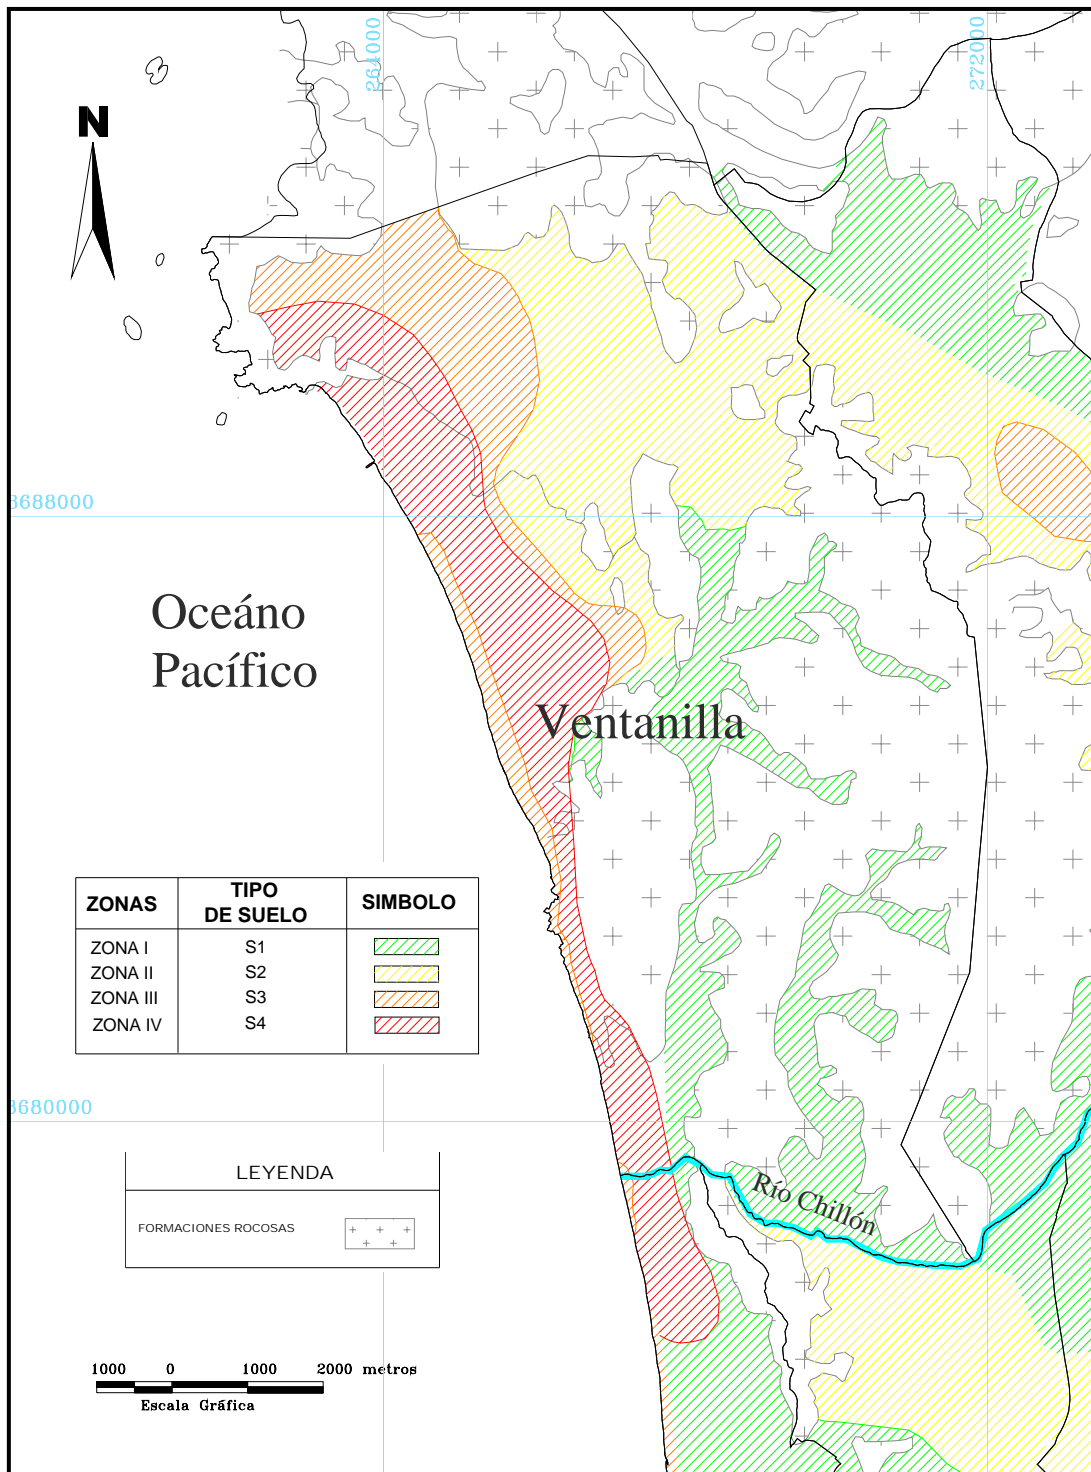 264000
272000
N
8688000
Oceáno
Pacífico
Ventanilla
ZONAS TIPO DE SUELO SIMBOLO
ZONA I S1
ZONA II S2
ZONA III S3
ZONA IV S4
8680000
LEYENDA
FORMACIONES ROCOSAS
Río Chillón
1000 0 1000 2000 metros
Escala Gráfica